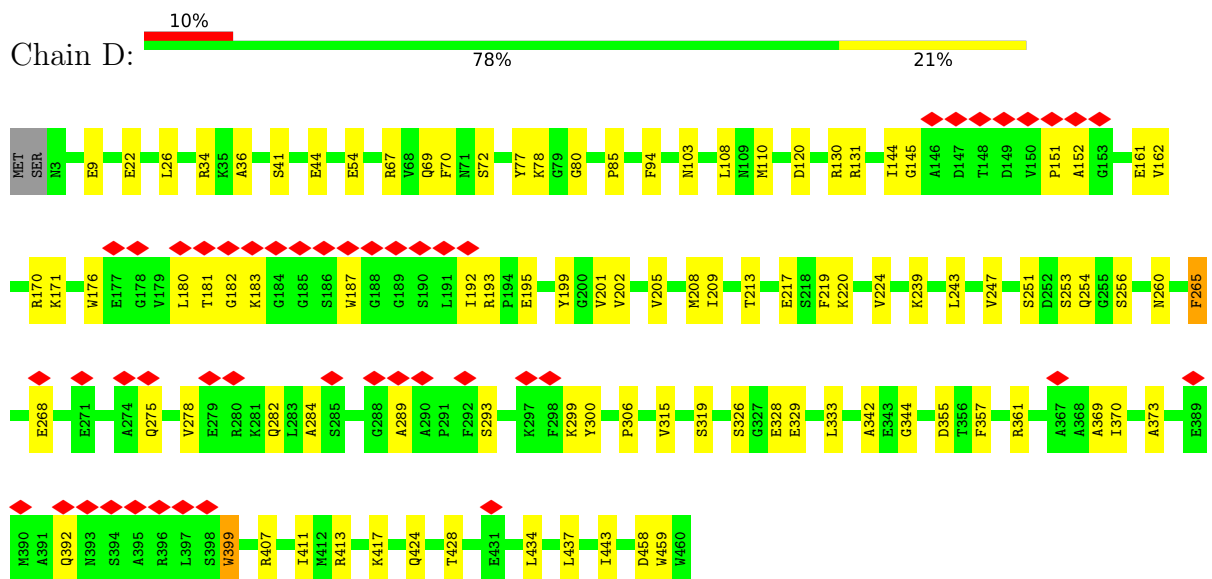 10%
Chain D:
78% 21%
MET SER N3 E9 E22 L26 R34 K35 A36 S41 E44 E54 R67 V68 Q69 F70 N71 S72 Y77 K78 G79 G80 P85 F94 N103 L108 N109 M110 D120 R130 R131 I144 G145 A146 D147 T148 D149 V150 P151 A152 G153 E161 V162
R170 K171 W176 E177 G178 V179 L180 T181 G182 K183 G184 G185 S186 W187 G188 G189 S190 L191 I192 R193 P194 E195 Y199 G200 V201 V202 V205 M208 I209 T213 E217 S218 F219 K220 V224 K239 L243 V247 S251 D252 S253 Q254 G255 S256 N260 F265
E268 E271 A274 Q275 V278 E279 R280 K281 Q282 L283 A284 S285 G288 A289 A290 P291 F292 S293 K297 F298 K299 Y300 P306 V315 S319 S326 G327 E328 E329 L333 A342 E343 G344 D355 T356 F357 R361 A367 A368 A369 I370 A373 E389
M390 A391 Q392 N393 S394 A395 R396 L397 S398 W399 R407 I411 M412 R413 K417 Q424 T428 E431 L434 L437 I443 D458 W459 W460